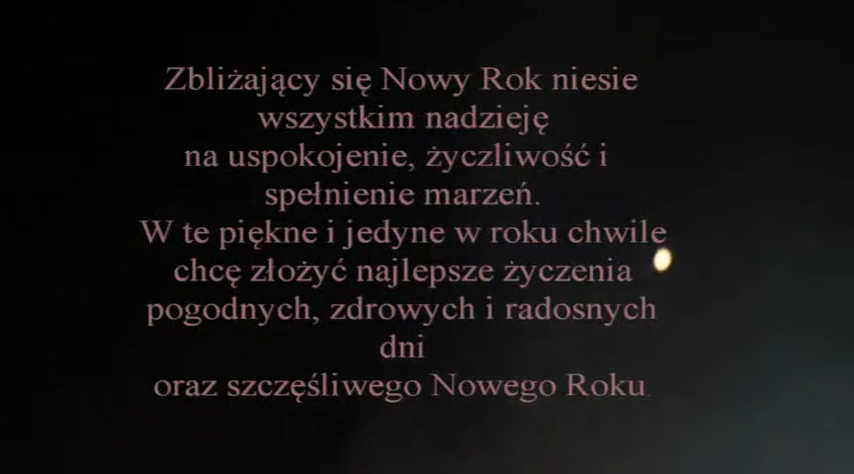 Zbliżający się Nowy Rok niesie
wszystkim nadzieję
na uspokojenie, życzliwość i
spełnienie marzeń.
W te piękne i jedyne w roku chwile
chcę złożyć najlepsze życzenia
pogodnych, zdrowych i radosnych
dni
oraz szczęśliwego Nowego Roku